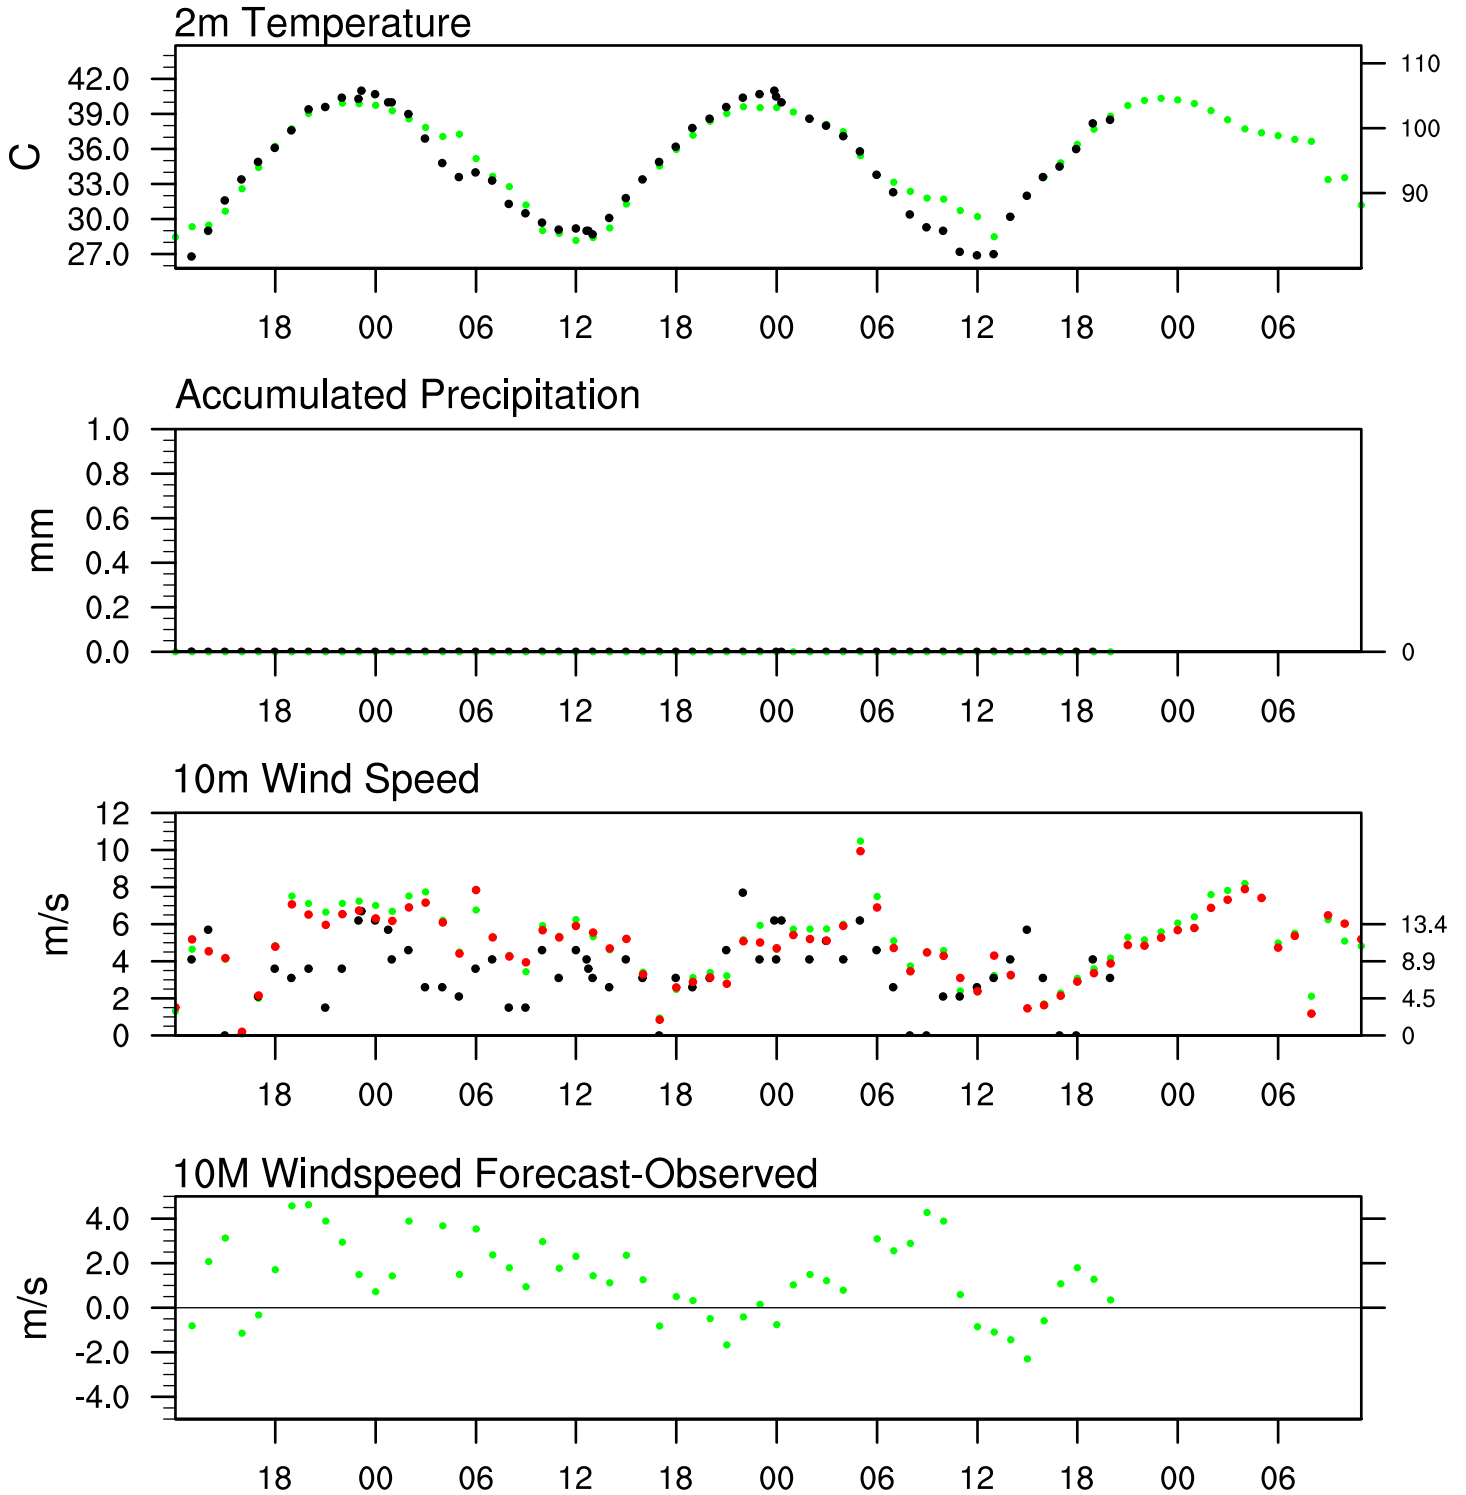 2m Temperature
42.0
39.0
36.0
33.0
30.0
27.0
C
110
100
90
18 00 06 12 18 00 06 12 18 00 06
Accumulated Precipitation
1.0
0.8
0.6
0.4
0.2
0.0
mm
0
18 00 06 12 18 00 06 12 18 00 06
10m Wind Speed
12
10
8
6
4
2
0
m/s
13.4
8.9
4.5
0
18 00 06 12 18 00 06 12 18 00 06
10M Windspeed Forecast-Observed
4.0
2.0
0.0
-2.0
-4.0
m/s
18 00 06 12 18 00 06 12 18 00 06